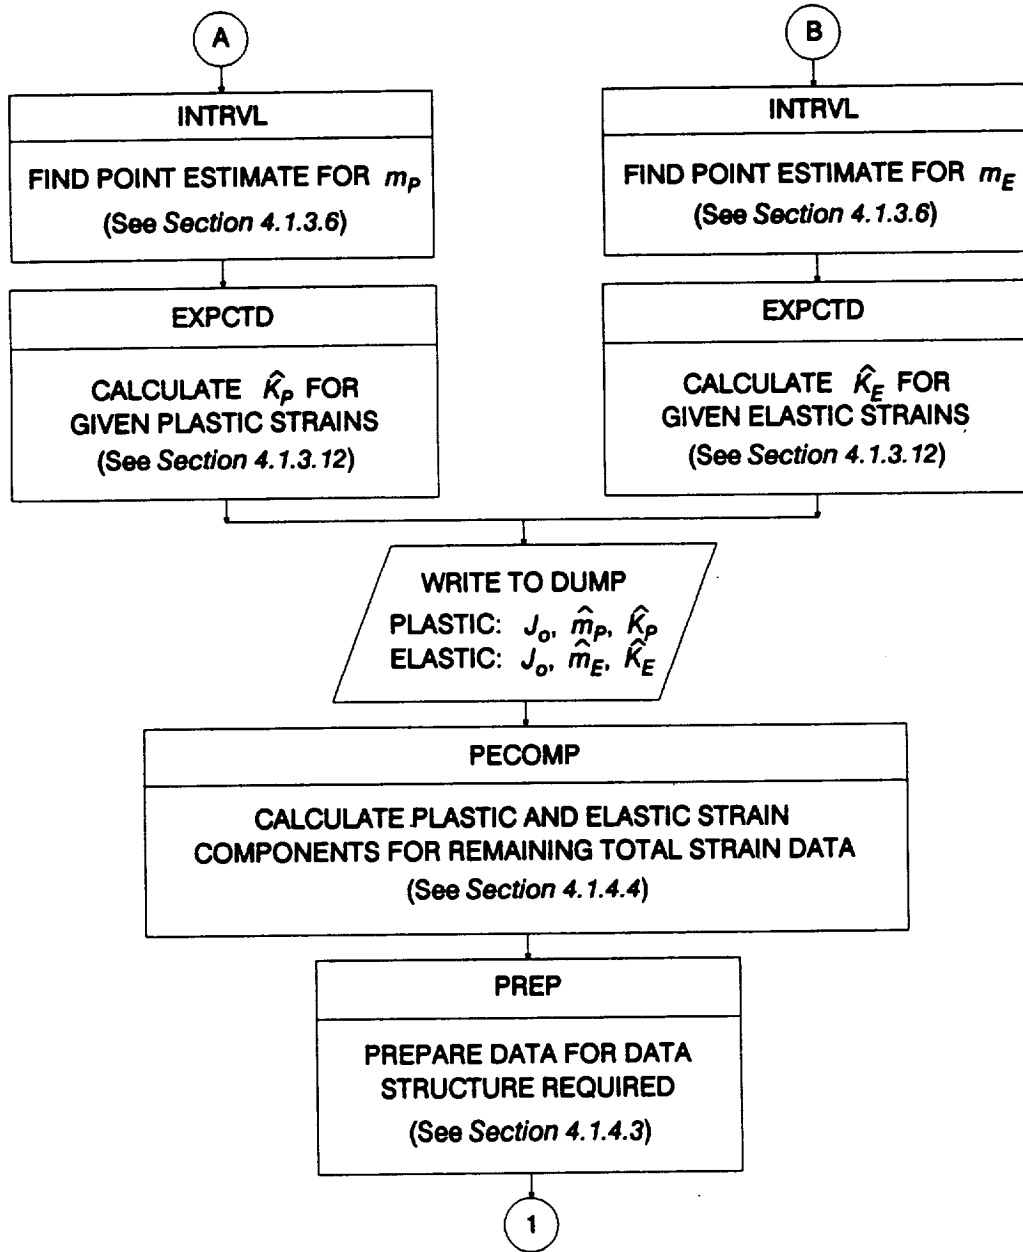 A
INTRVL
FIND POINT ESTIMATE FOR m_P
(See Section 4.1.3.6)
EXPCTD
CALCULATE K̂_P FOR
GIVEN PLASTIC STRAINS
(See Section 4.1.3.12)
B
INTRVL
FIND POINT ESTIMATE FOR m_E
(See Section 4.1.3.6)
EXPCTD
CALCULATE K̂_E FOR
GIVEN ELASTIC STRAINS
(See Section 4.1.3.12)
WRITE TO DUMP
PLASTIC: J_o, m̂_P, K̂_P
ELASTIC: J_o, m̂_E, K̂_E
PECOMP
CALCULATE PLASTIC AND ELASTIC STRAIN
COMPONENTS FOR REMAINING TOTAL STRAIN DATA
(See Section 4.1.4.4)
PREP
PREPARE DATA FOR DATA
STRUCTURE REQUIRED
(See Section 4.1.4.3)
1